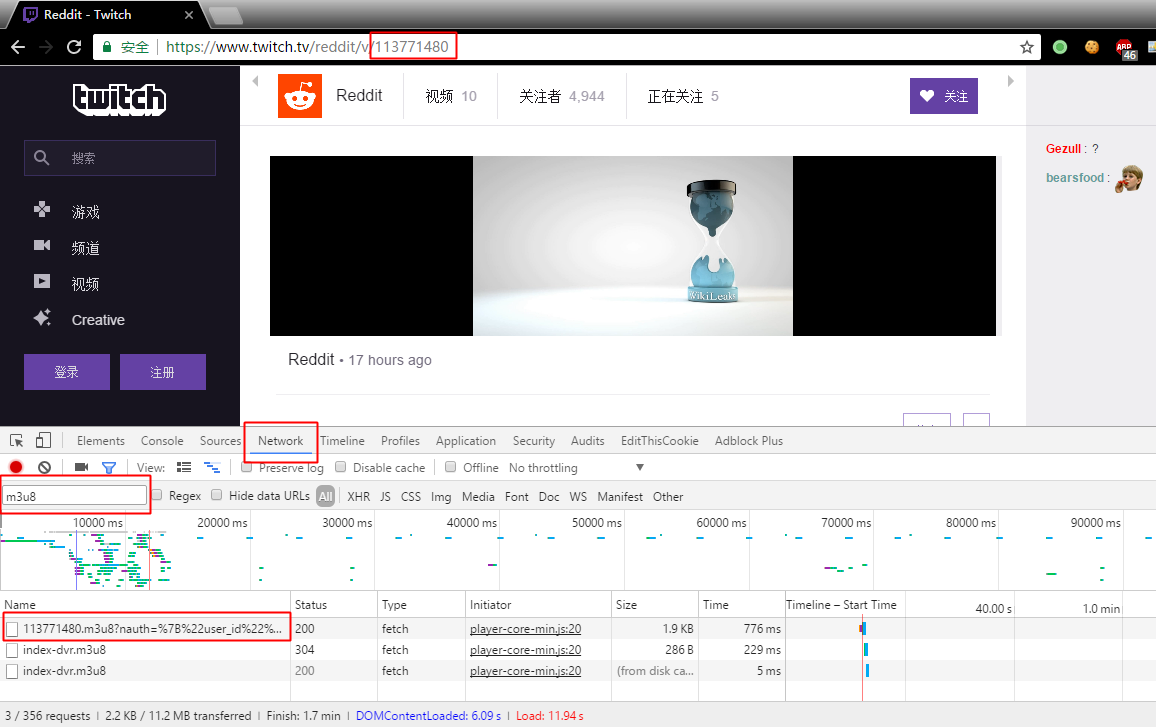 Reddit - Twitch
安全 https://www.twitch.tv/reddit/v/113771480
ABP
46
twitch
搜索
游戏
频道
视频
Creative
登录 注册
Reddit 视频 10 关注者 4,944 正在关注 5 关注
WikiLeaks
Reddit • 17 hours ago
Gezull : ?
bearsfood :
Elements Console Sources Network Timeline Profiles Application Security Audits EditThisCookie Adblock Plus
View: Preserve log Disable cache Offline No throttling
m3u8 Regex Hide data URLs All XHR JS CSS Img Media Font Doc WS Manifest Other
10000 ms 20000 ms 30000 ms 40000 ms 50000 ms 60000 ms 70000 ms 80000 ms 90000 ms
Name Status Type Initiator Size Time Timeline – Start Time 40.00 s 1.0 min
113771480.m3u8?nauth=%7B%22user_id%22%... 200 fetch player-core-min.js:20 1.9 KB 776 ms
index-dvr.m3u8 304 fetch player-core-min.js:20 286 B 229 ms
index-dvr.m3u8 200 fetch player-core-min.js:20 (from disk ca... 5 ms
3 / 356 requests | 2.2 KB / 11.2 MB transferred | Finish: 1.7 min | DOMContentLoaded: 6.09 s | Load: 11.94 s